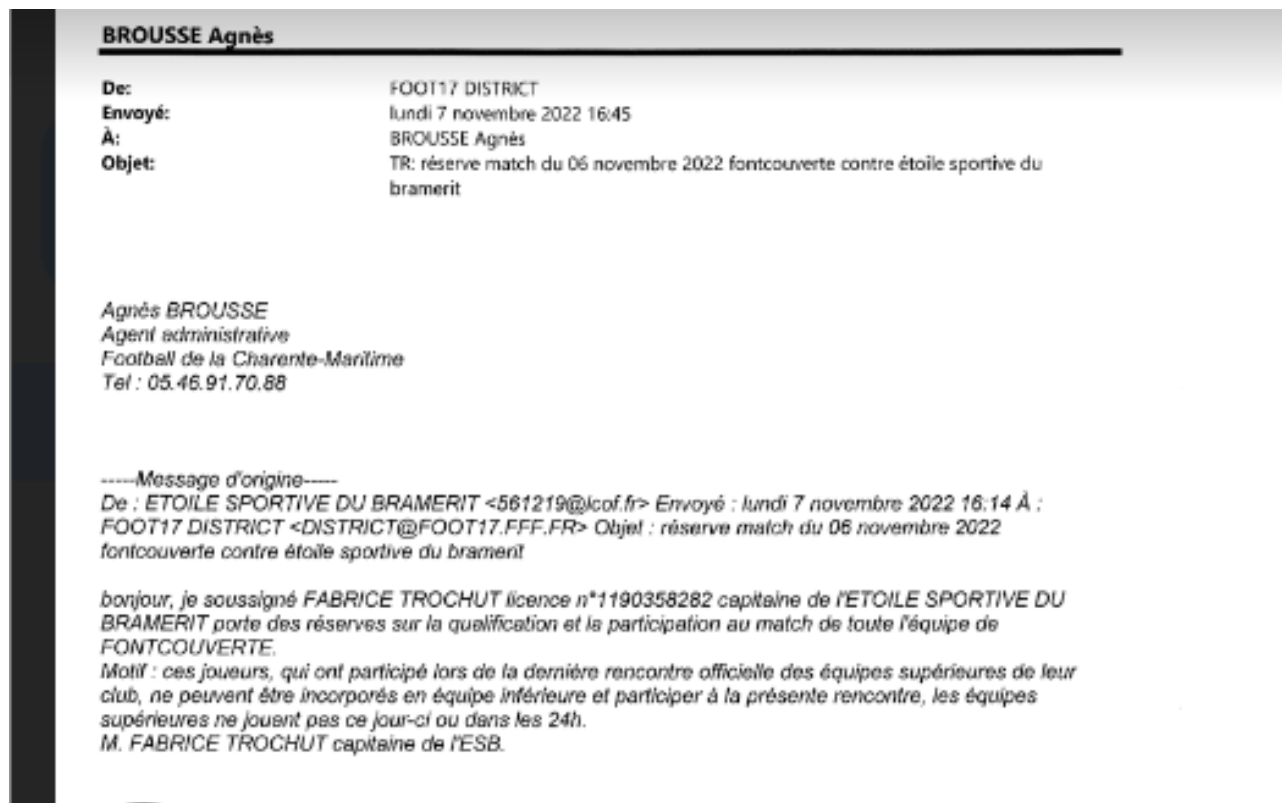 BROUSSE Agnès
De: FOOT17 DISTRICT
Envoyé: lundi 7 novembre 2022 16:45
À: BROUSSE Agnès
Objet: TR: réserve match du 06 novembre 2022 fontcouverte contre étoile sportive du
bramerit
Agnès BROUSSE
Agent administrative
Football de la Charente-Maritime
Tel : 05.46.91.70.88
-----Message d'origine-----
De : ETOILE SPORTIVE DU BRAMERIT <561219@lcof.fr> Envoyé : lundi 7 novembre 2022 16:14 À :
FOOT17 DISTRICT <DISTRICT@FOOT17.FFF.FR> Objet : réserve match du 06 novembre 2022
fontcouverte contre étoile sportive du bramerit
bonjour, je soussigné FABRICE TROCHUT licence n°1190358282 capitaine de l'ETOILE SPORTIVE DU
BRAMERIT porte des réserves sur la qualification et la participation au match de toute l'équipe de
FONTCOUVERTE.
Motif : ces joueurs, qui ont participé lors de la dernière rencontre officielle des équipes supérieures de leur
club, ne peuvent être incorporés en équipe inférieure et participer à la présente rencontre, les équipes
supérieures ne jouant pas ce jour-ci ou dans les 24h.
M. FABRICE TROCHUT capitaine de l'ESB.